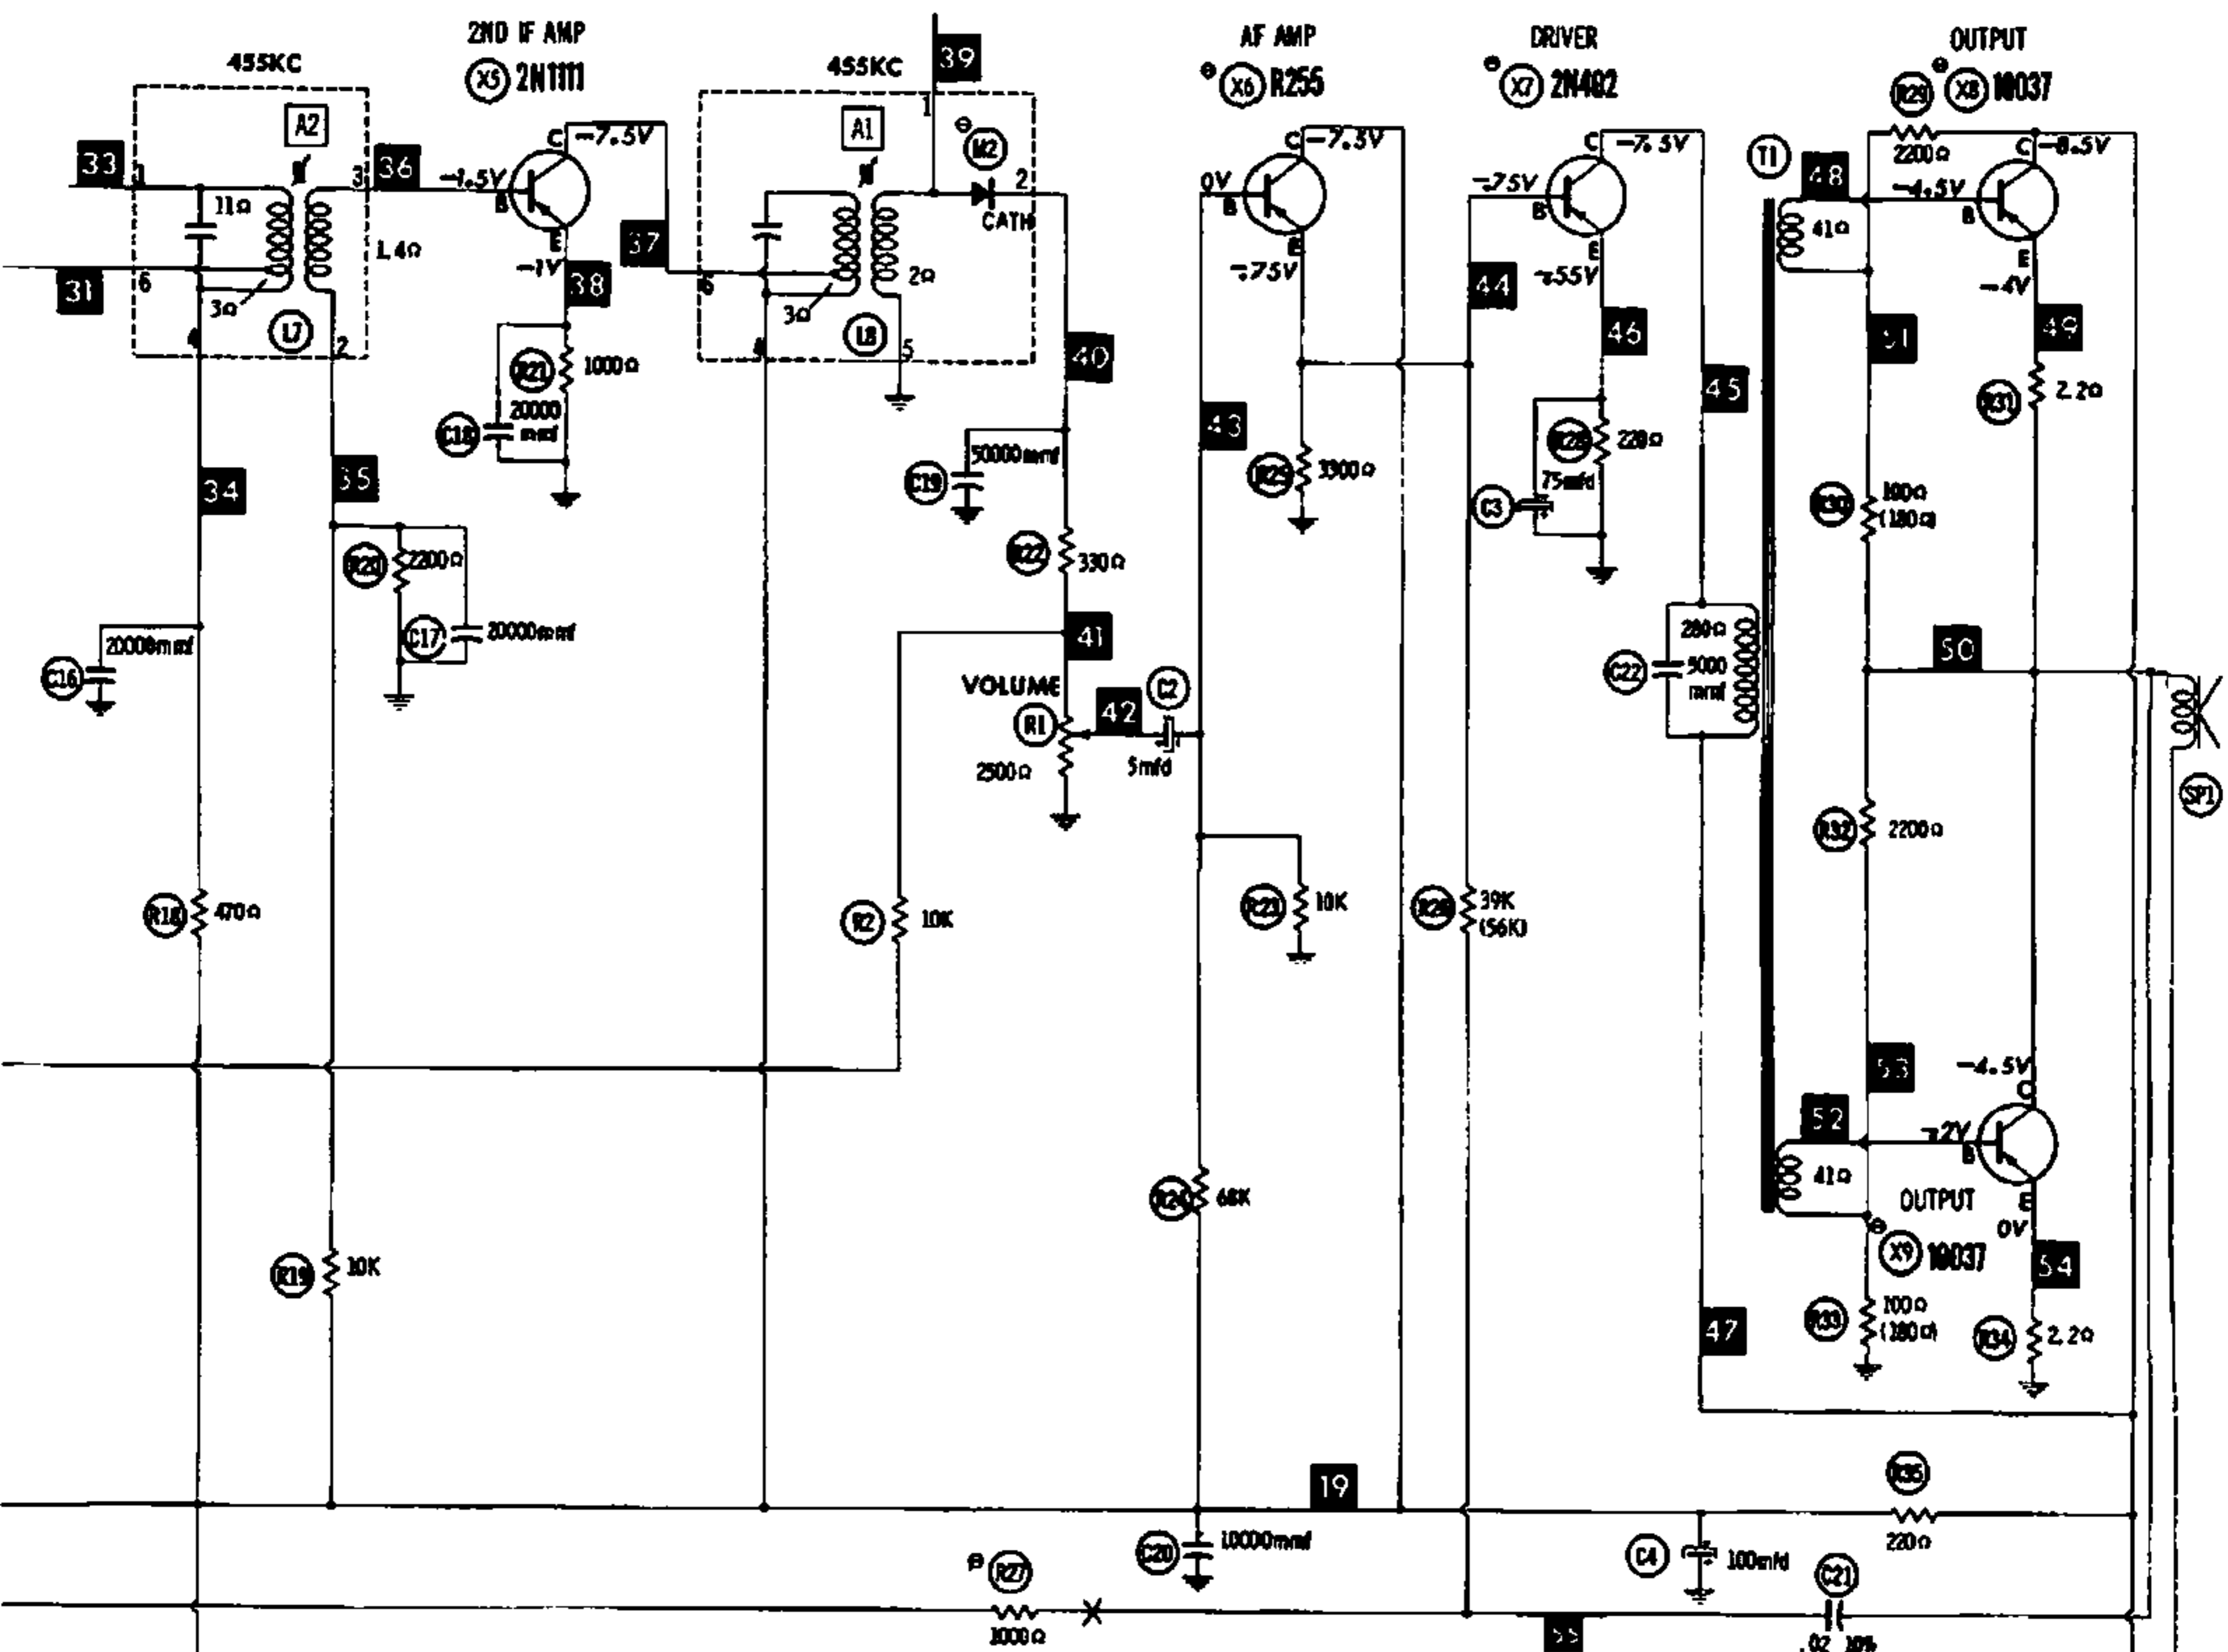 2ND IF AMP
X5 2N1111
455KC
A2
33
1
11Ω
31
6
3Ω
4
L7
3
36
1.4Ω
2
-1.5V
B
C
-7.5V
E
-1V
38
37
R21
1000Ω
C18
20000
mmf
34
35
R20
2200Ω
C17
20000mmf
20000mmf
C16
R18
470Ω
R19
10K
455KC
39
1
A1
M2
2
CATH
6
3Ω
2Ω
L8
5
40
50000mmf
C19
R22
330Ω
41
VOLUME
R1
2500Ω
42
C2
5mfd
R2
10K
AF AMP
X6 R255
C
-7.5V
0V
B
E
-.75V
43
R25
3300Ω
R23
10K
R24
68K
19
C20
10000mmf
R27
1000Ω
DRIVER
X7 2N402
C
-7.5V
-.75V
B
E
-.55V
44
46
45
220Ω
75mfd
C3
R26
39K
(56K)
280Ω
C22
5000
mmf
47
OUTPUT
R29
X8 10037
2200Ω
C
-8.5V
T1
48
-4.5V
B
41Ω
E
-4V
51
49
R31
2.2Ω
R30
100Ω
(180Ω)
50
SP1
R32
2200Ω
53
-4.5V
C
52
-.2V
B
41Ω
OUTPUT
E
0V
X9 10037
54
R33
100Ω
(180Ω)
R34
2.2Ω
R35
220Ω
C4
100mfd
C21
.02 10%
55